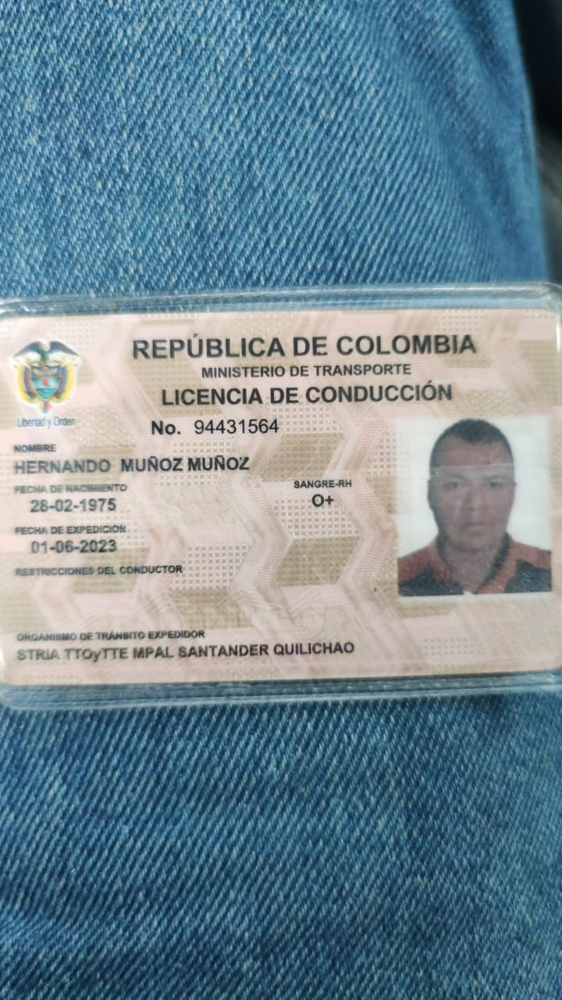 REPÚBLICA DE COLOMBIA
MINISTERIO DE TRANSPORTE
LICENCIA DE CONDUCCIÓN
Libertad y Orden
No. 94431564
NOMBRE
HERNANDO MUÑOZ MUÑOZ
FECHA DE NACIMIENTO
28-02-1975
SANGRE-RH
O+
FECHA DE EXPEDICION
01-06-2023
RESTRICCIONES DEL CONDUCTOR
ORGANISMO DE TRÁNSITO EXPEDIDOR
STRIA TTOyTTE MPAL SANTANDER QUILICHAO